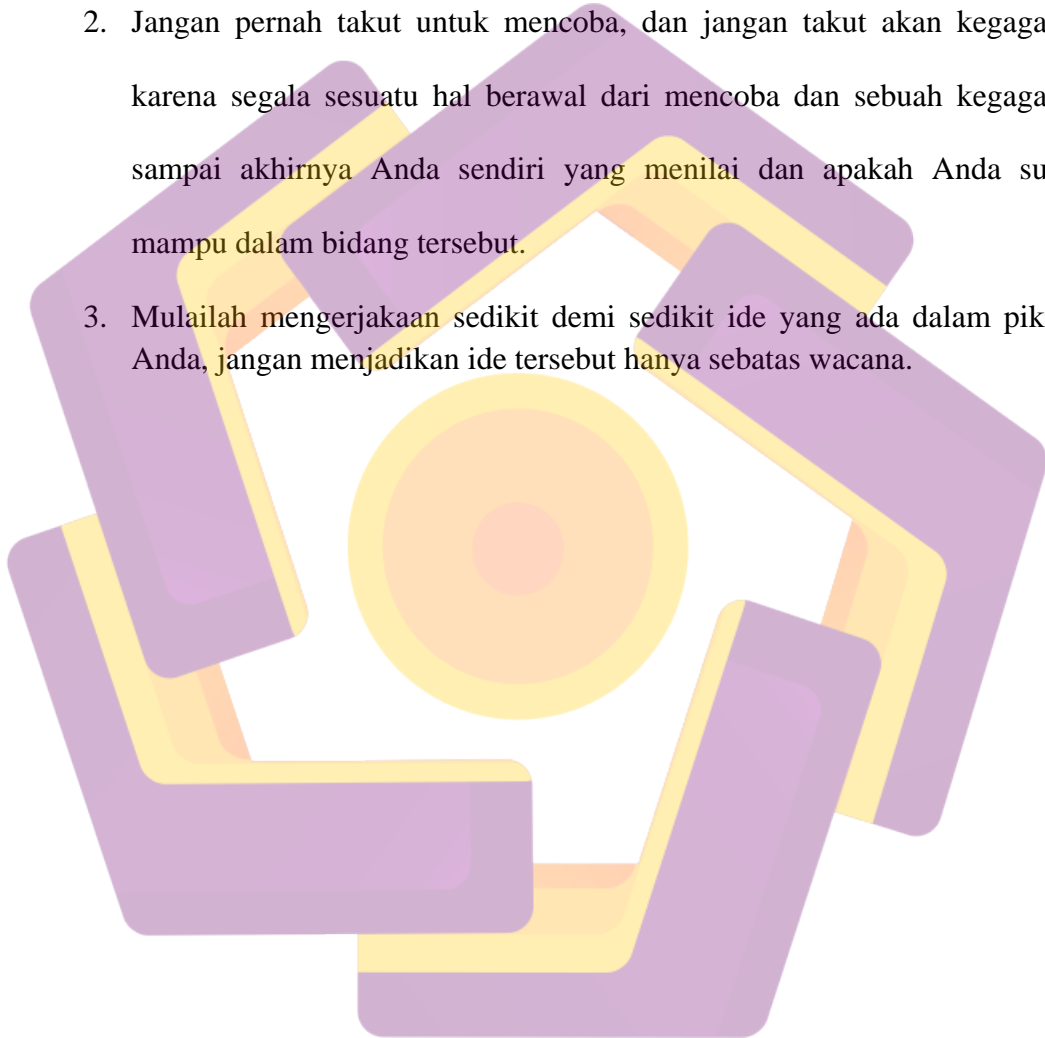 2. Jangan pernah takut untuk mencoba, dan jangan takut akan kegaga
karena segala sesuatu hal berawal dari mencoba dan sebuah kegaga
sampai akhirnya Anda sendiri yang menilai dan apakah Anda su
mampu dalam bidang tersebut.
3. Mulailah mengerjakaan sedikit demi sedikit ide yang ada dalam pik
Anda, jangan menjadikan ide tersebut hanya sebatas wacana.